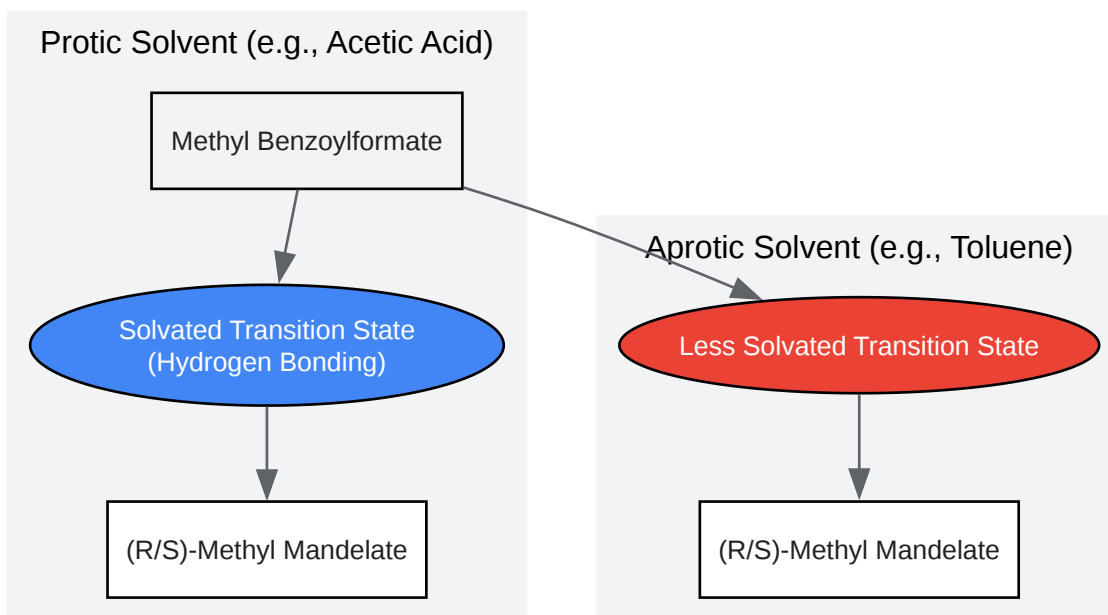 Protic Solvent (e.g., Acetic Acid)
Methyl Benzoylformate
Solvated Transition State
(Hydrogen Bonding)
(R/S)-Methyl Mandelate
Aprotic Solvent (e.g., Toluene)
Less Solvated Transition State
(R/S)-Methyl Mandelate